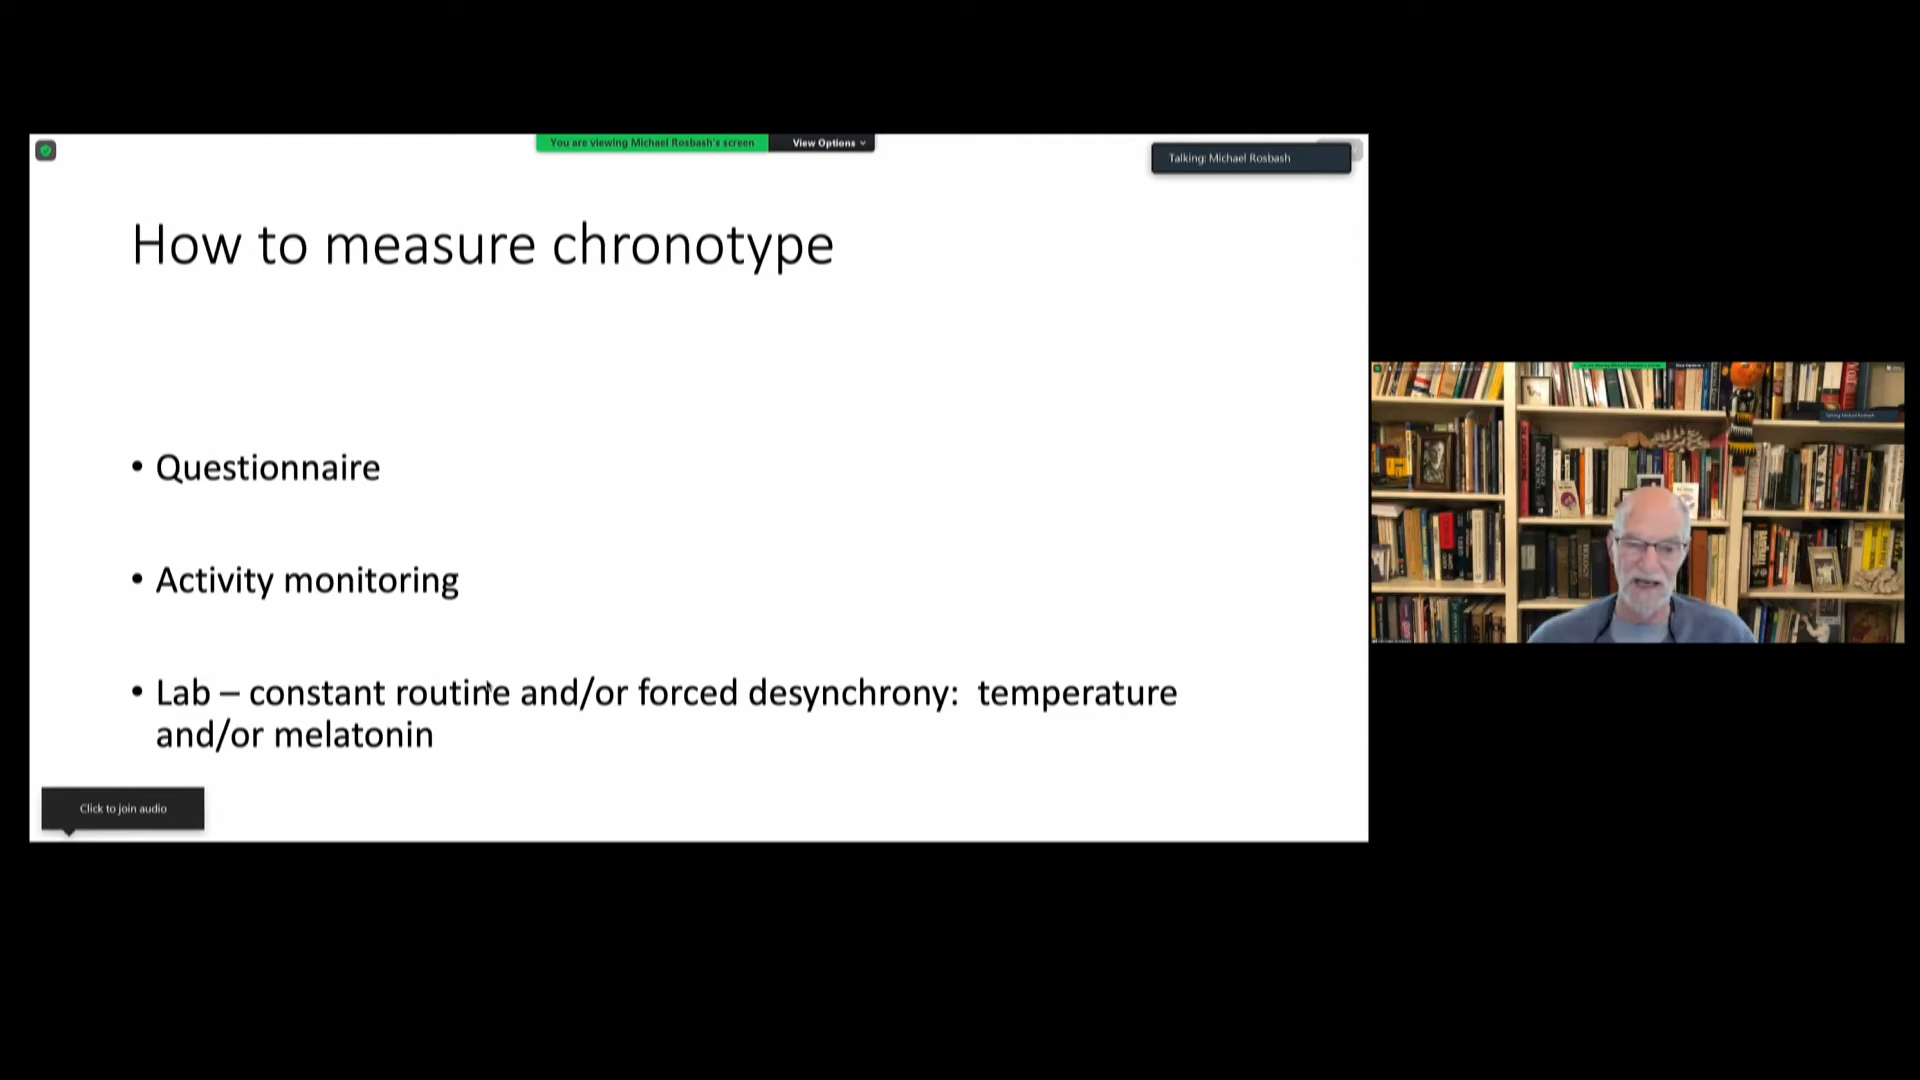 You are viewing Michael Rosbash's screen
View Options
Talking: Michael Rosbash
How to measure chronotype
• Questionnaire
• Activity monitoring
• Lab – constant routine and/or forced desynchrony: temperature
and/or melatonin
Click to join audio